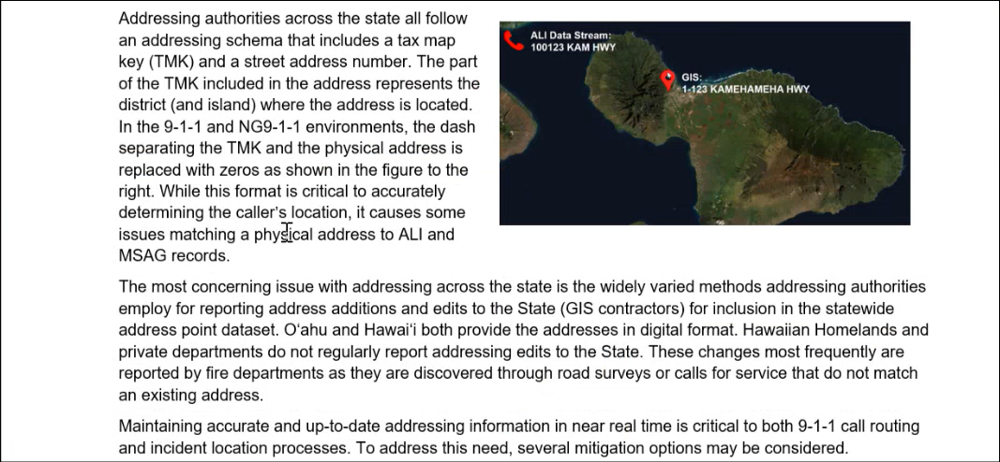 Addressing authorities across the state all follow
an addressing schema that includes a tax map
key (TMK) and a street address number. The part
of the TMK included in the address represents the
district (and island) where the address is located.
In the 9-1-1 and NG9-1-1 environments, the dash
separating the TMK and the physical address is
replaced with zeros as shown in the figure to the
right. While this format is critical to accurately
determining the caller's location, it causes some
issues matching a physical address to ALI and
MSAG records.
ALI Data Stream:
100123 KAM HWY
GIS:
1-123 KAMEHAMEHA HWY
The most concerning issue with addressing across the state is the widely varied methods addressing authorities
employ for reporting address additions and edits to the State (GIS contractors) for inclusion in the statewide
address point dataset. Oʻahu and Hawaiʻi both provide the addresses in digital format. Hawaiian Homelands and
private departments do not regularly report addressing edits to the State. These changes most frequently are
reported by fire departments as they are discovered through road surveys or calls for service that do not match
an existing address.
Maintaining accurate and up-to-date addressing information in near real time is critical to both 9-1-1 call routing
and incident location processes. To address this need, several mitigation options may be considered.